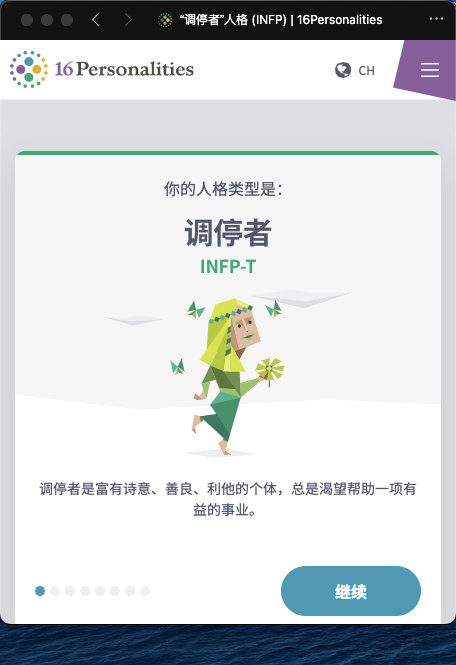 “调停者”人格 (INFP) | 16Personalities
16Personalities
CH
你的人格类型是：
调停者
INFP-T
调停者是富有诗意、善良、利他的个体，总是渴望帮助一项有
益的事业。
继续